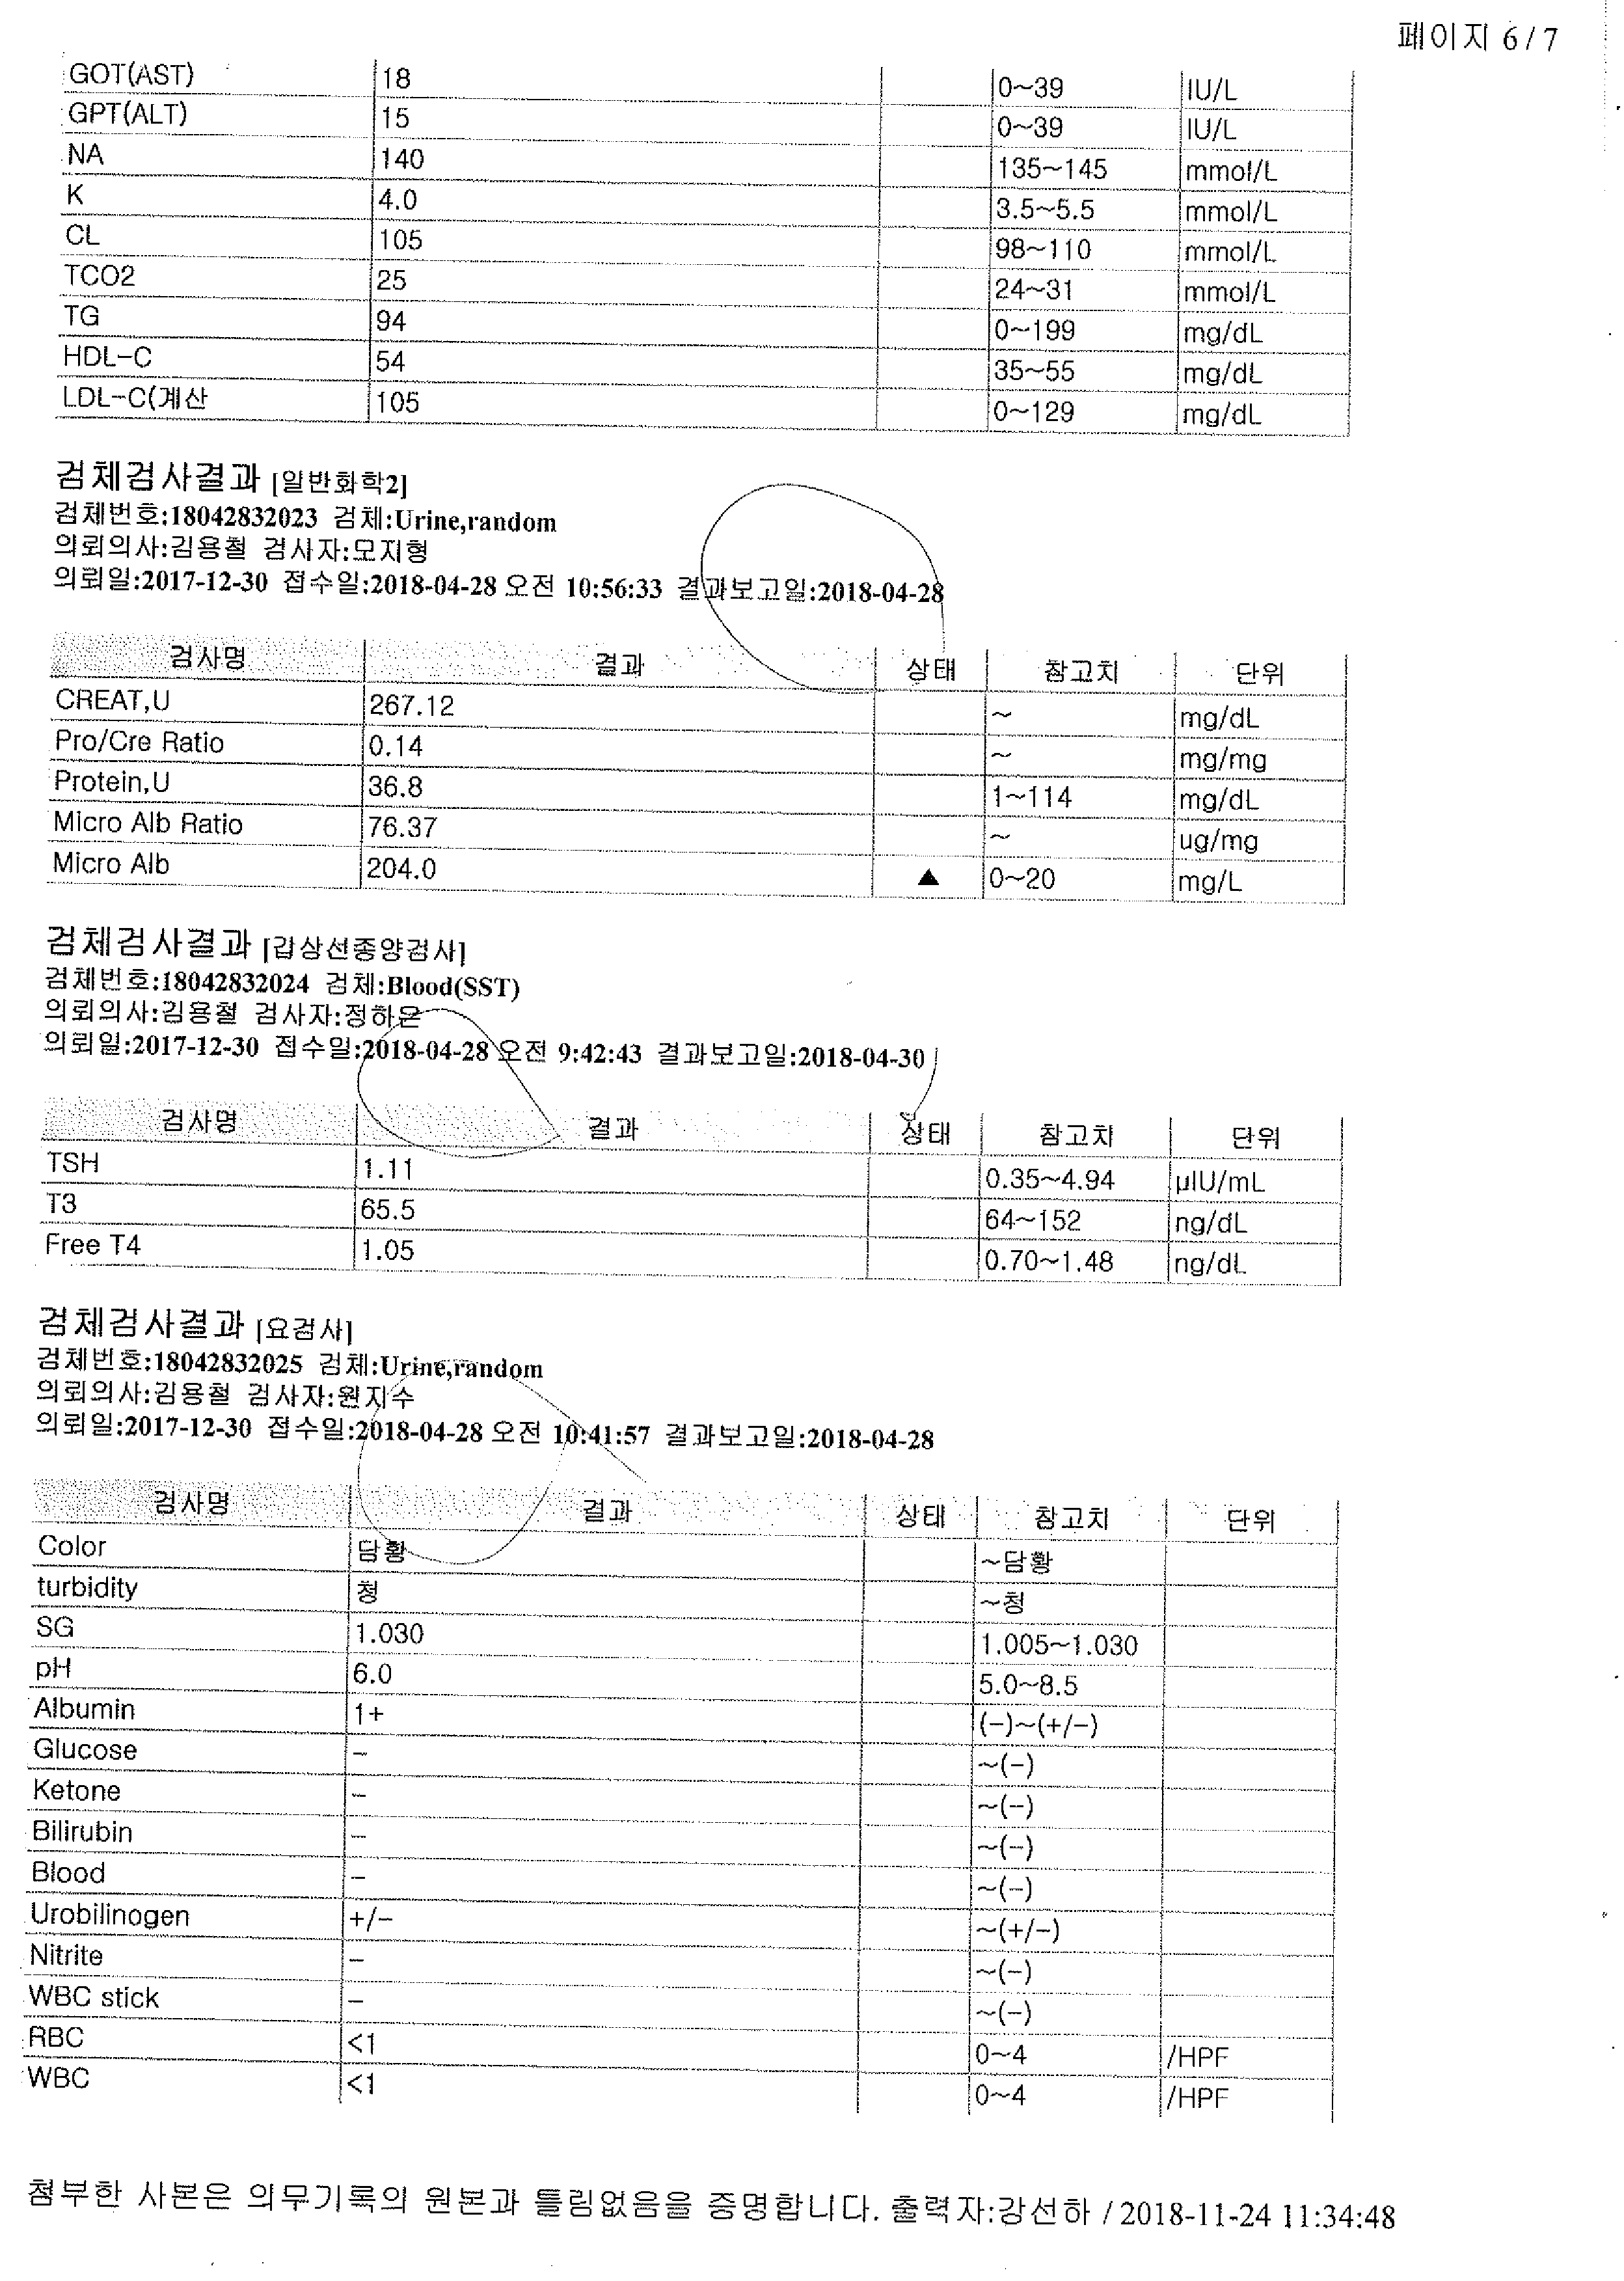 페이지 6 / 7
GOT(AST) 18 0~39 IU/L
GPT(ALT) 15 0~39 IU/L
NA 140 135~145 mmol/L
K 4.0 3.5~5.5 mmol/L
CL 105 98~110 mmol/L
TCO2 25 24~31 mmol/L
TG 94 0~199 mg/dL
HDL-C 54 35~55 mg/dL
LDL-C(계산 105 0~129 mg/dL
검체검사결과 [일반화학2]
검체번호:18042832023 검체:Urine,random
의뢰의사:김용철 검사자:모지형
의뢰일:2017-12-30 접수일:2018-04-28 오전 10:56:33 결과보고일:2018-04-28
검사명 결과 상태 참고치 단위
CREAT,U 267.12 ~ mg/dL
Pro/Cre Ratio 0.14 ~ mg/mg
Protein,U 36.8 1~114 mg/dL
Micro Alb Ratio 76.37 ~ ug/mg
Micro Alb 204.0 ▲ 0~20 mg/L
검체검사결과 [갑상선종양검사]
검체번호:18042832024 검체:Blood(SST)
의뢰의사:김용철 검사자:정하은
의뢰일:2017-12-30 접수일:2018-04-28 오전 9:42:43 결과보고일:2018-04-30
검사명 결과 상태 참고치 단위
TSH 1.11 0.35~4.94 µIU/mL
T3 65.5 64~152 ng/dL
Free T4 1.05 0.70~1.48 ng/dL
검체검사결과 [요검사]
검체번호:18042832025 검체:Urine,random
의뢰의사:김용철 검사자:원지수
의뢰일:2017-12-30 접수일:2018-04-28 오전 10:41:57 결과보고일:2018-04-28
검사명 결과 상태 참고치 단위
Color 담황 ~담황
turbidity 청 ~청
SG 1.030 1.005~1.030
pH 6.0 5.0~8.5
Albumin 1+ (-)~(+/-)
Glucose - ~(-)
Ketone - ~(-)
Bilirubin - ~(-)
Blood - ~(-)
Urobilinogen +/- ~(+/-)
Nitrite - ~(-)
WBC stick - ~(-)
RBC <1 0~4 /HPF
WBC <1 0~4 /HPF
첨부한 사본은 의무기록의 원본과 틀림없음을 증명합니다. 출력자:강선하 / 2018-11-24 11:34:48